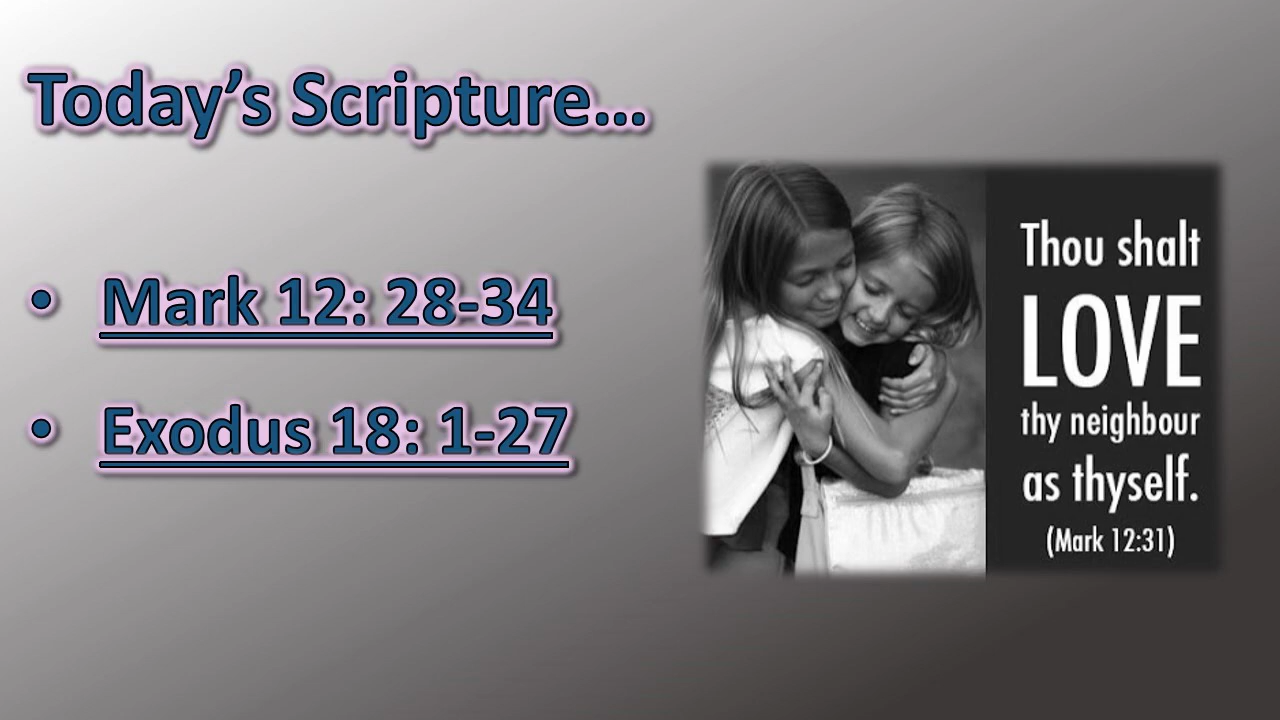 Today’s Scripture…
• Mark 12: 28-34
• Exodus 18: 1-27
Thou shalt
LOVE
thy neighbour
as thyself.
(Mark 12:31)